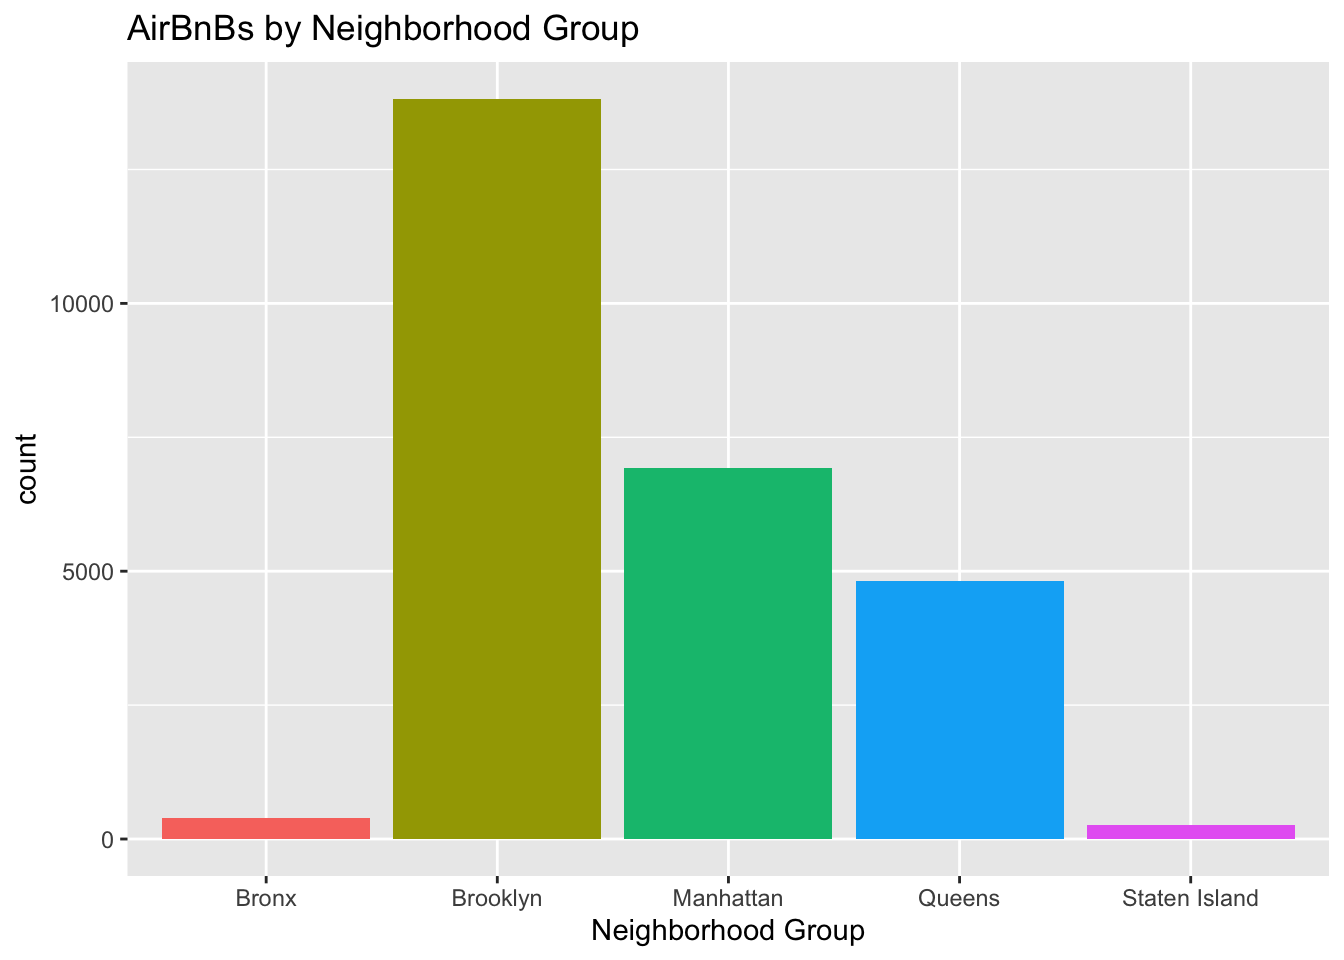 AirBnBs by Neighborhood Group
count
10000
5000
0
Bronx Brooklyn Manhattan Queens Staten Island
Neighborhood Group